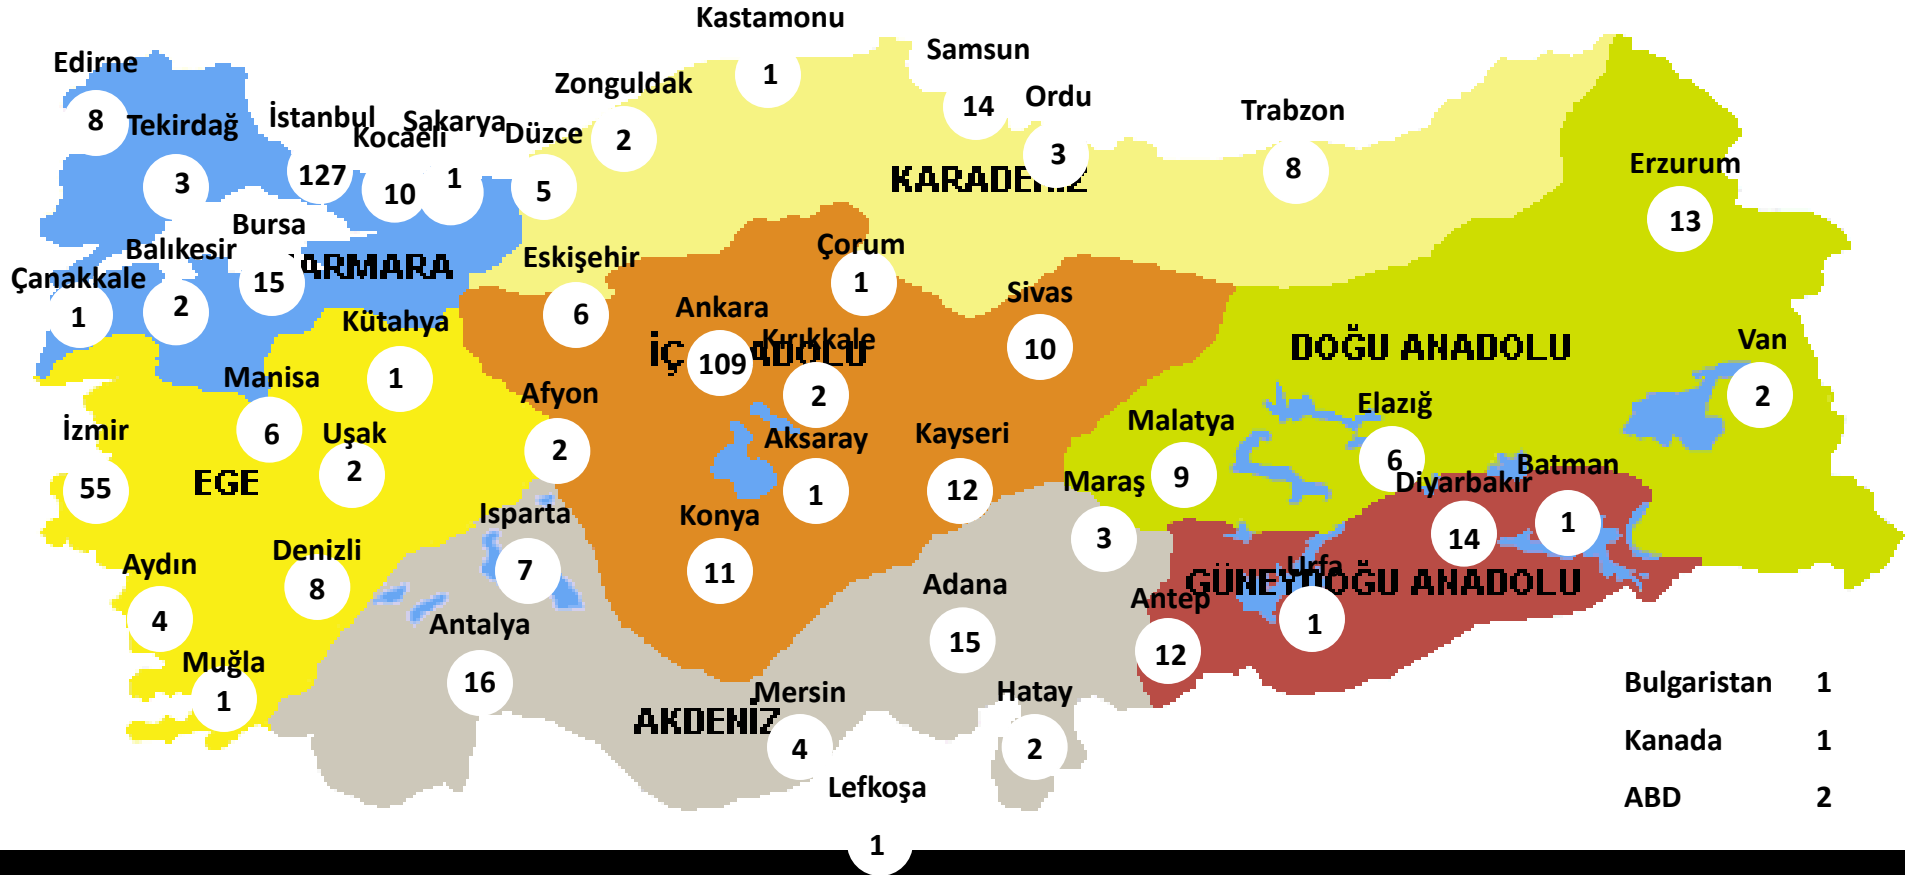 Kastamonu
1
Samsun
14
Edirne
8
Zonguldak
2
Ordu
3
Trabzon
8
Tekirdağ
3
İstanbul
127
Kocaeli
10
Sakarya
1
Düzce
5
KARADENİZ
Erzurum
13
Bursa
15
Balıkesir
2
ARMARA
Çanakkale
1
Eskişehir
6
Çorum
1
Sivas
10
Ankara
109
Kırıkkale
2
İÇ ADOLU
Kütahya
1
DOĞU ANADOLU
Van
2
Manisa
6
Afyon
2
İzmir
55
Uşak
2
EGE
Aksaray
1
Kayseri
12
Malatya
9
Elazığ
6
Maraş
3
Diyarbakır
14
Batman
1
Isparta
7
Konya
11
Aydın
4
Denizli
8
Adana
15
Antep
12
Urfa
1
GÜNEYDOĞU ANADOLU
Antalya
16
Muğla
1
Mersin
4
AKDENİZ
Hatay
2
Lefkoşa
1
Bulgaristan 1
Kanada 1
ABD 2